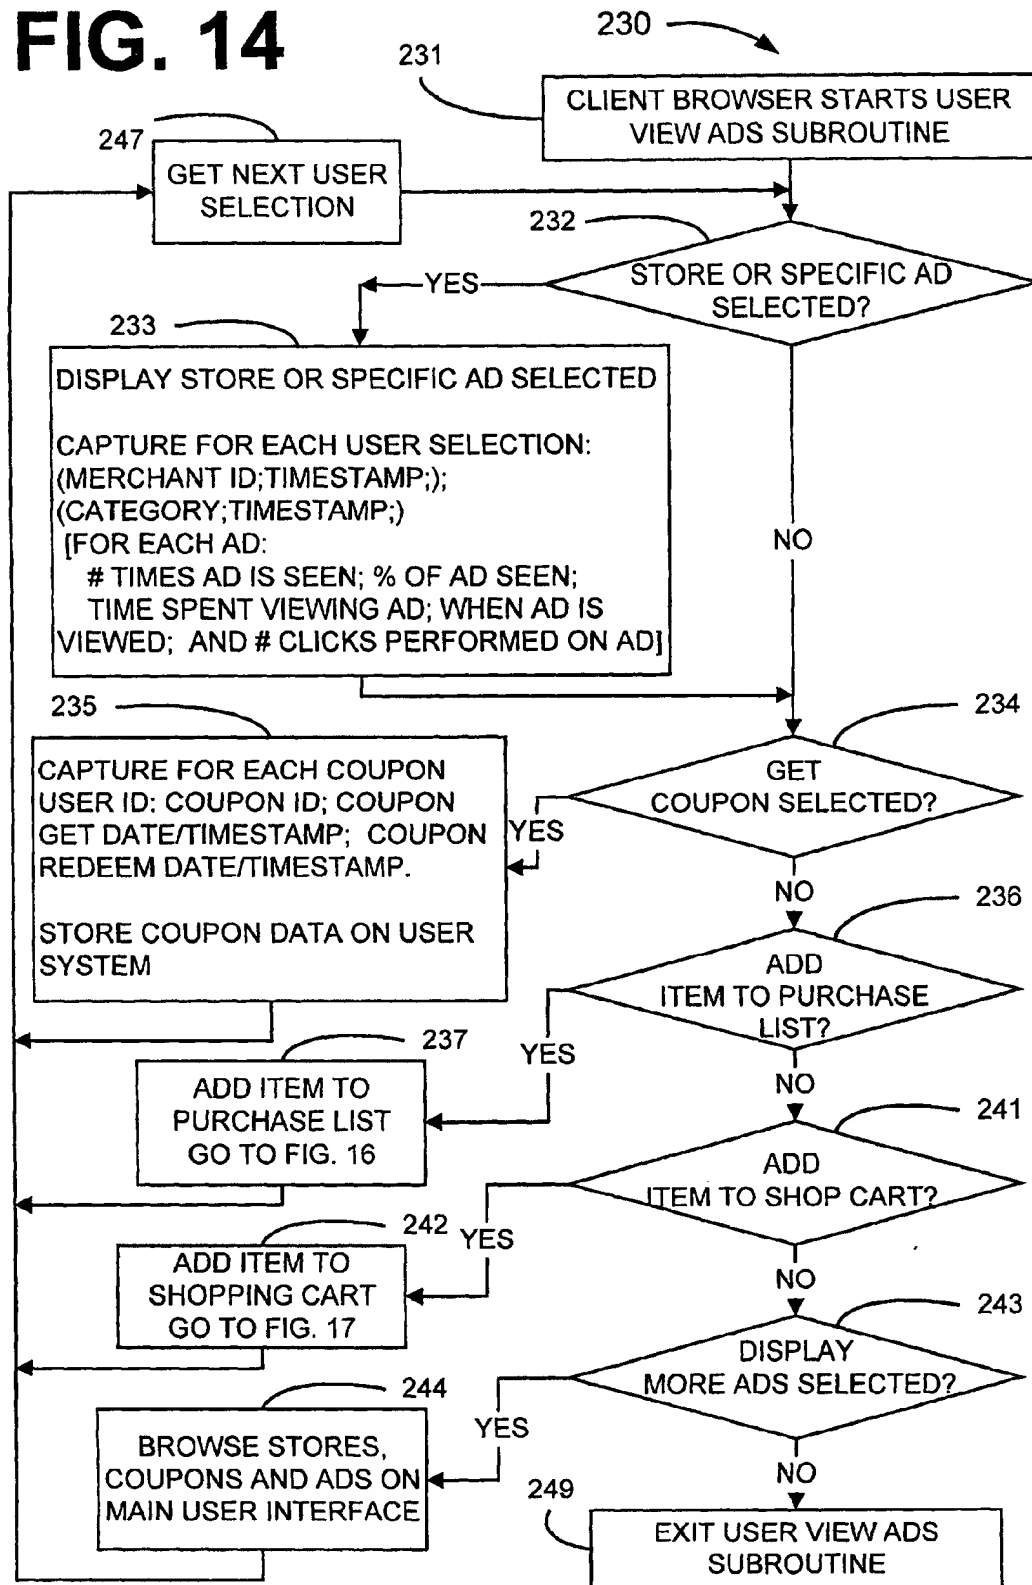 FIG. 14
230
231
CLIENT BROWSER STARTS USER
VIEW ADS SUBROUTINE
247
GET NEXT USER
SELECTION
232
STORE OR SPECIFIC AD
SELECTED?
YES
NO
233
DISPLAY STORE OR SPECIFIC AD SELECTED
CAPTURE FOR EACH USER SELECTION:
(MERCHANT ID;TIMESTAMP;);
(CATEGORY;TIMESTAMP;)
[FOR EACH AD:
# TIMES AD IS SEEN; % OF AD SEEN;
TIME SPENT VIEWING AD; WHEN AD IS
VIEWED; AND # CLICKS PERFORMED ON AD]
234
GET
COUPON SELECTED?
YES
NO
235
CAPTURE FOR EACH COUPON
USER ID: COUPON ID; COUPON
GET DATE/TIMESTAMP; COUPON
REDEEM DATE/TIMESTAMP.
STORE COUPON DATA ON USER
SYSTEM
236
ADD
ITEM TO PURCHASE
LIST?
YES
NO
237
ADD ITEM TO
PURCHASE LIST
GO TO FIG. 16
241
ADD
ITEM TO SHOP CART?
YES
NO
242
ADD ITEM TO
SHOPPING CART
GO TO FIG. 17
243
DISPLAY
MORE ADS SELECTED?
YES
NO
244
BROWSE STORES,
COUPONS AND ADS ON
MAIN USER INTERFACE
249
EXIT USER VIEW ADS
SUBROUTINE